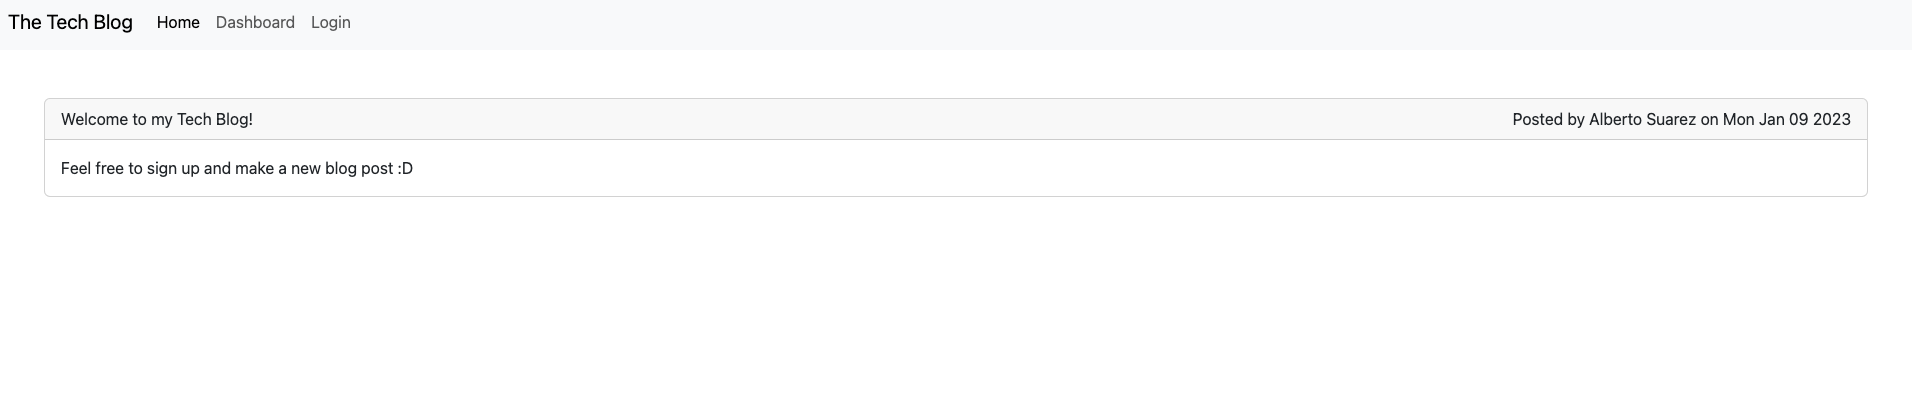 The Tech Blog Home Dashboard Login
Welcome to my Tech Blog! Posted by Alberto Suarez on Mon Jan 09 2023
Feel free to sign up and make a new blog post :D